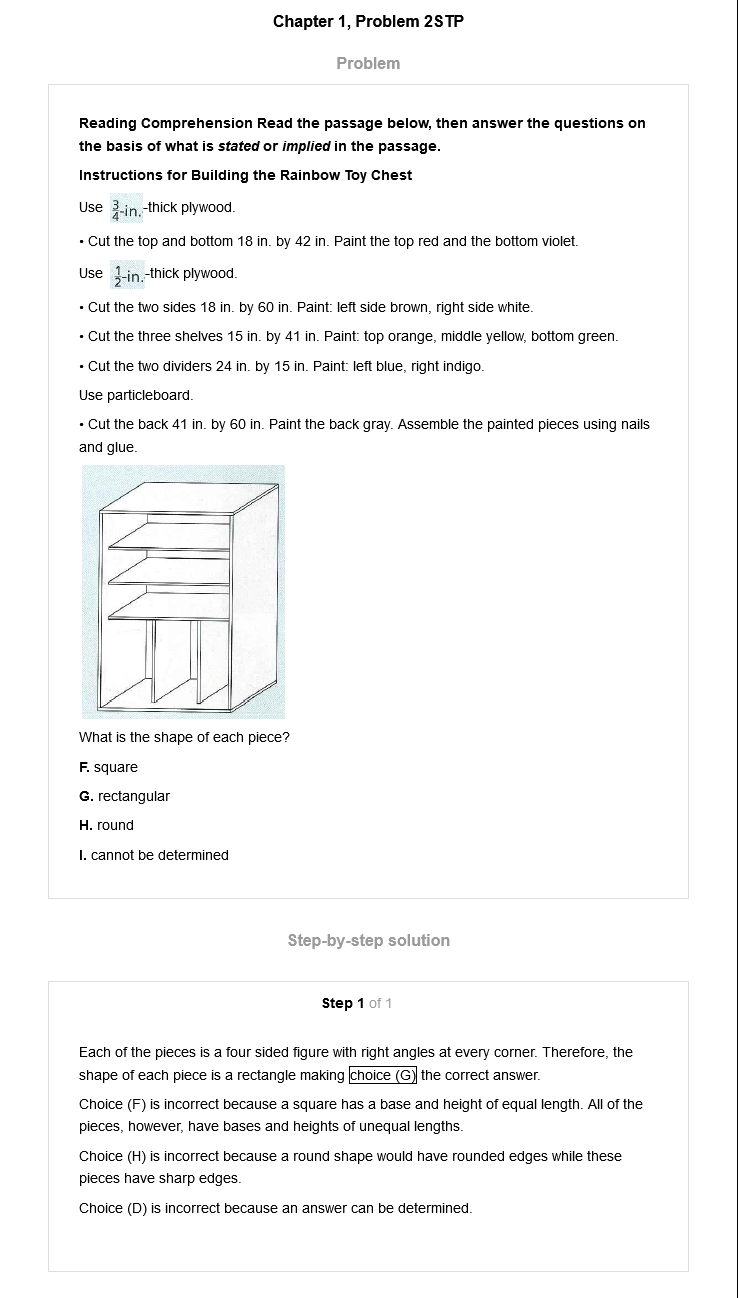 Chapter 1, Problem 2STP
Problem
Reading Comprehension Read the passage below, then answer the questions on
the basis of what is stated or implied in the passage.
Instructions for Building the Rainbow Toy Chest
Use 3/4-in.-thick plywood.
• Cut the top and bottom 18 in. by 42 in. Paint the top red and the bottom violet.
Use 1/2-in.-thick plywood.
• Cut the two sides 18 in. by 60 in. Paint: left side brown, right side white.
• Cut the three shelves 15 in. by 41 in. Paint: top orange, middle yellow, bottom green.
• Cut the two dividers 24 in. by 15 in. Paint: left blue, right indigo.
Use particleboard.
• Cut the back 41 in. by 60 in. Paint the back gray. Assemble the painted pieces using nails
and glue.
What is the shape of each piece?
F. square
G. rectangular
H. round
I. cannot be determined
Step-by-step solution
Step 1 of 1
Each of the pieces is a four sided figure with right angles at every corner. Therefore, the
shape of each piece is a rectangle making choice (G) the correct answer.
Choice (F) is incorrect because a square has a base and height of equal length. All of the
pieces, however, have bases and heights of unequal lengths.
Choice (H) is incorrect because a round shape would have rounded edges while these
pieces have sharp edges.
Choice (D) is incorrect because an answer can be determined.